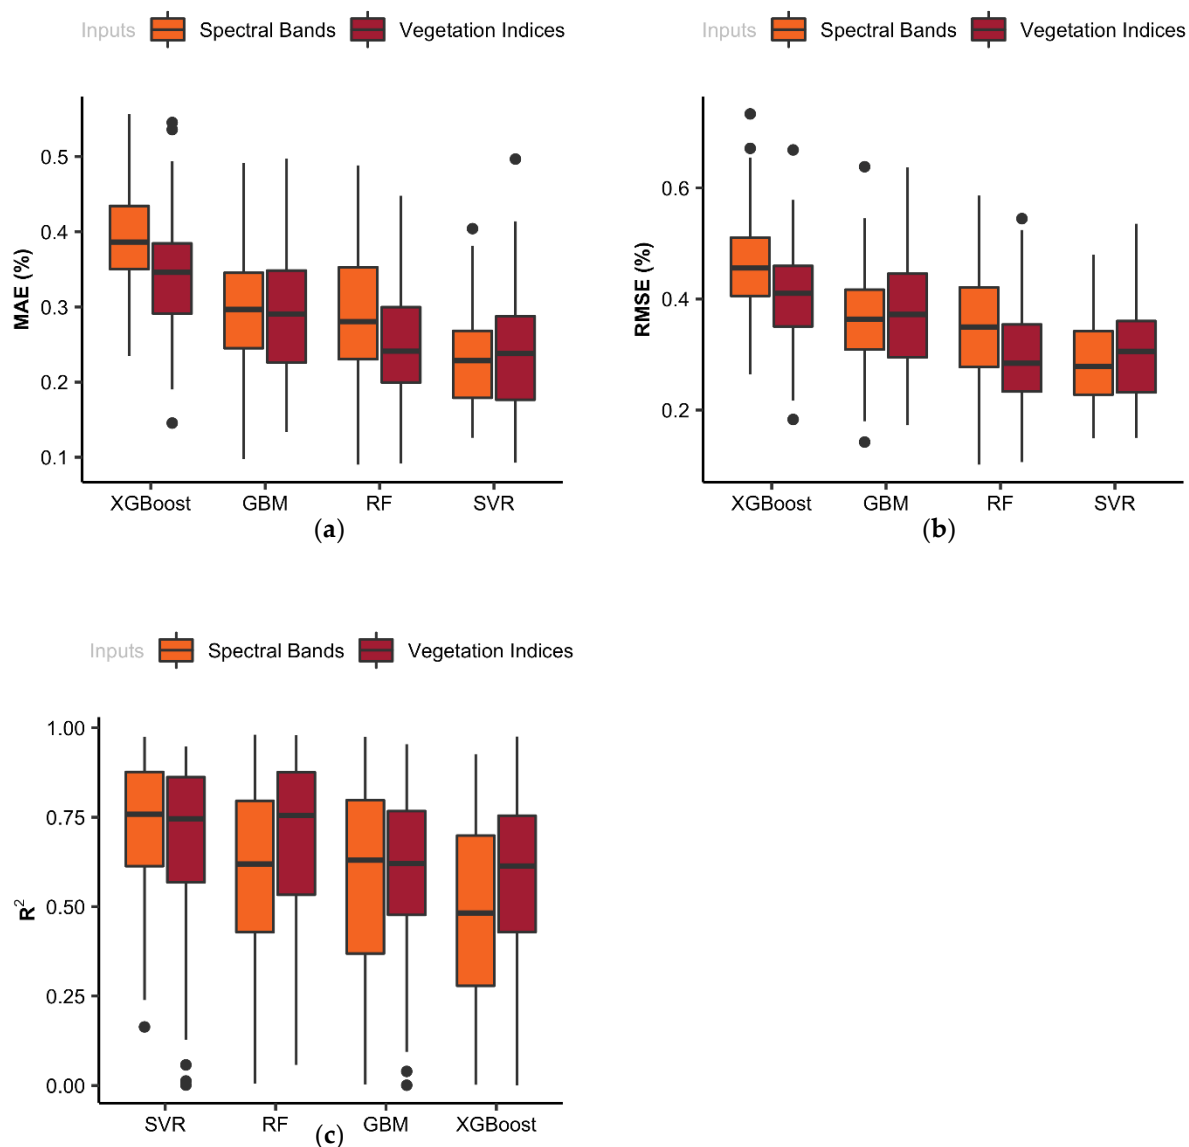 Inputs Spectral Bands Vegetation Indices
MAE (%)
0.5
0.4
0.3
0.2
0.1
XGBoost GBM RF SVR
(a)
Inputs Spectral Bands Vegetation Indices
RMSE (%)
0.6
0.4
0.2
XGBoost GBM RF SVR
(b)
Inputs Spectral Bands Vegetation Indices
R²
1.00
0.75
0.50
0.25
0.00
SVR RF GBM XGBoost
(c)